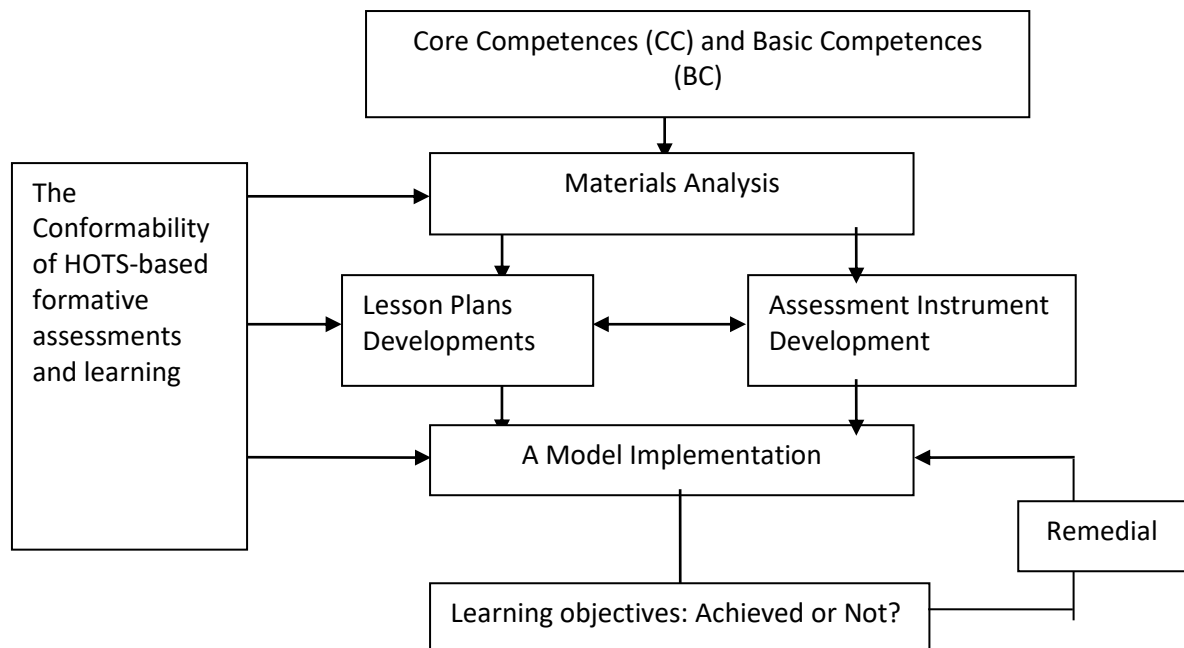 Core Competences (CC) and Basic Competences
(BC)
Materials Analysis
The
Conformability
of HOTS-based
formative
assessments
and learning
Lesson Plans
Developments
Assessment Instrument
Development
A Model Implementation
Remedial
Learning objectives: Achieved or Not?